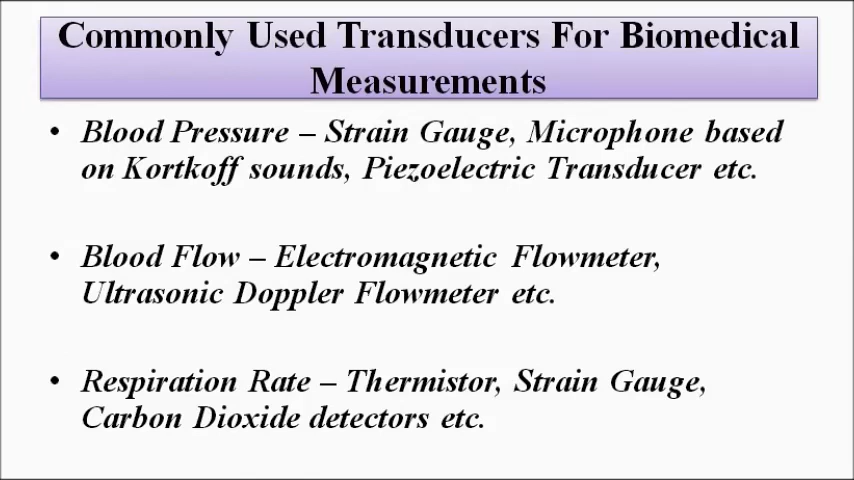 Commonly Used Transducers For Biomedical
Measurements
• Blood Pressure – Strain Gauge, Microphone based
on Kortkoff sounds, Piezoelectric Transducer etc.
• Blood Flow – Electromagnetic Flowmeter,
Ultrasonic Doppler Flowmeter etc.
• Respiration Rate – Thermistor, Strain Gauge,
Carbon Dioxide detectors etc.